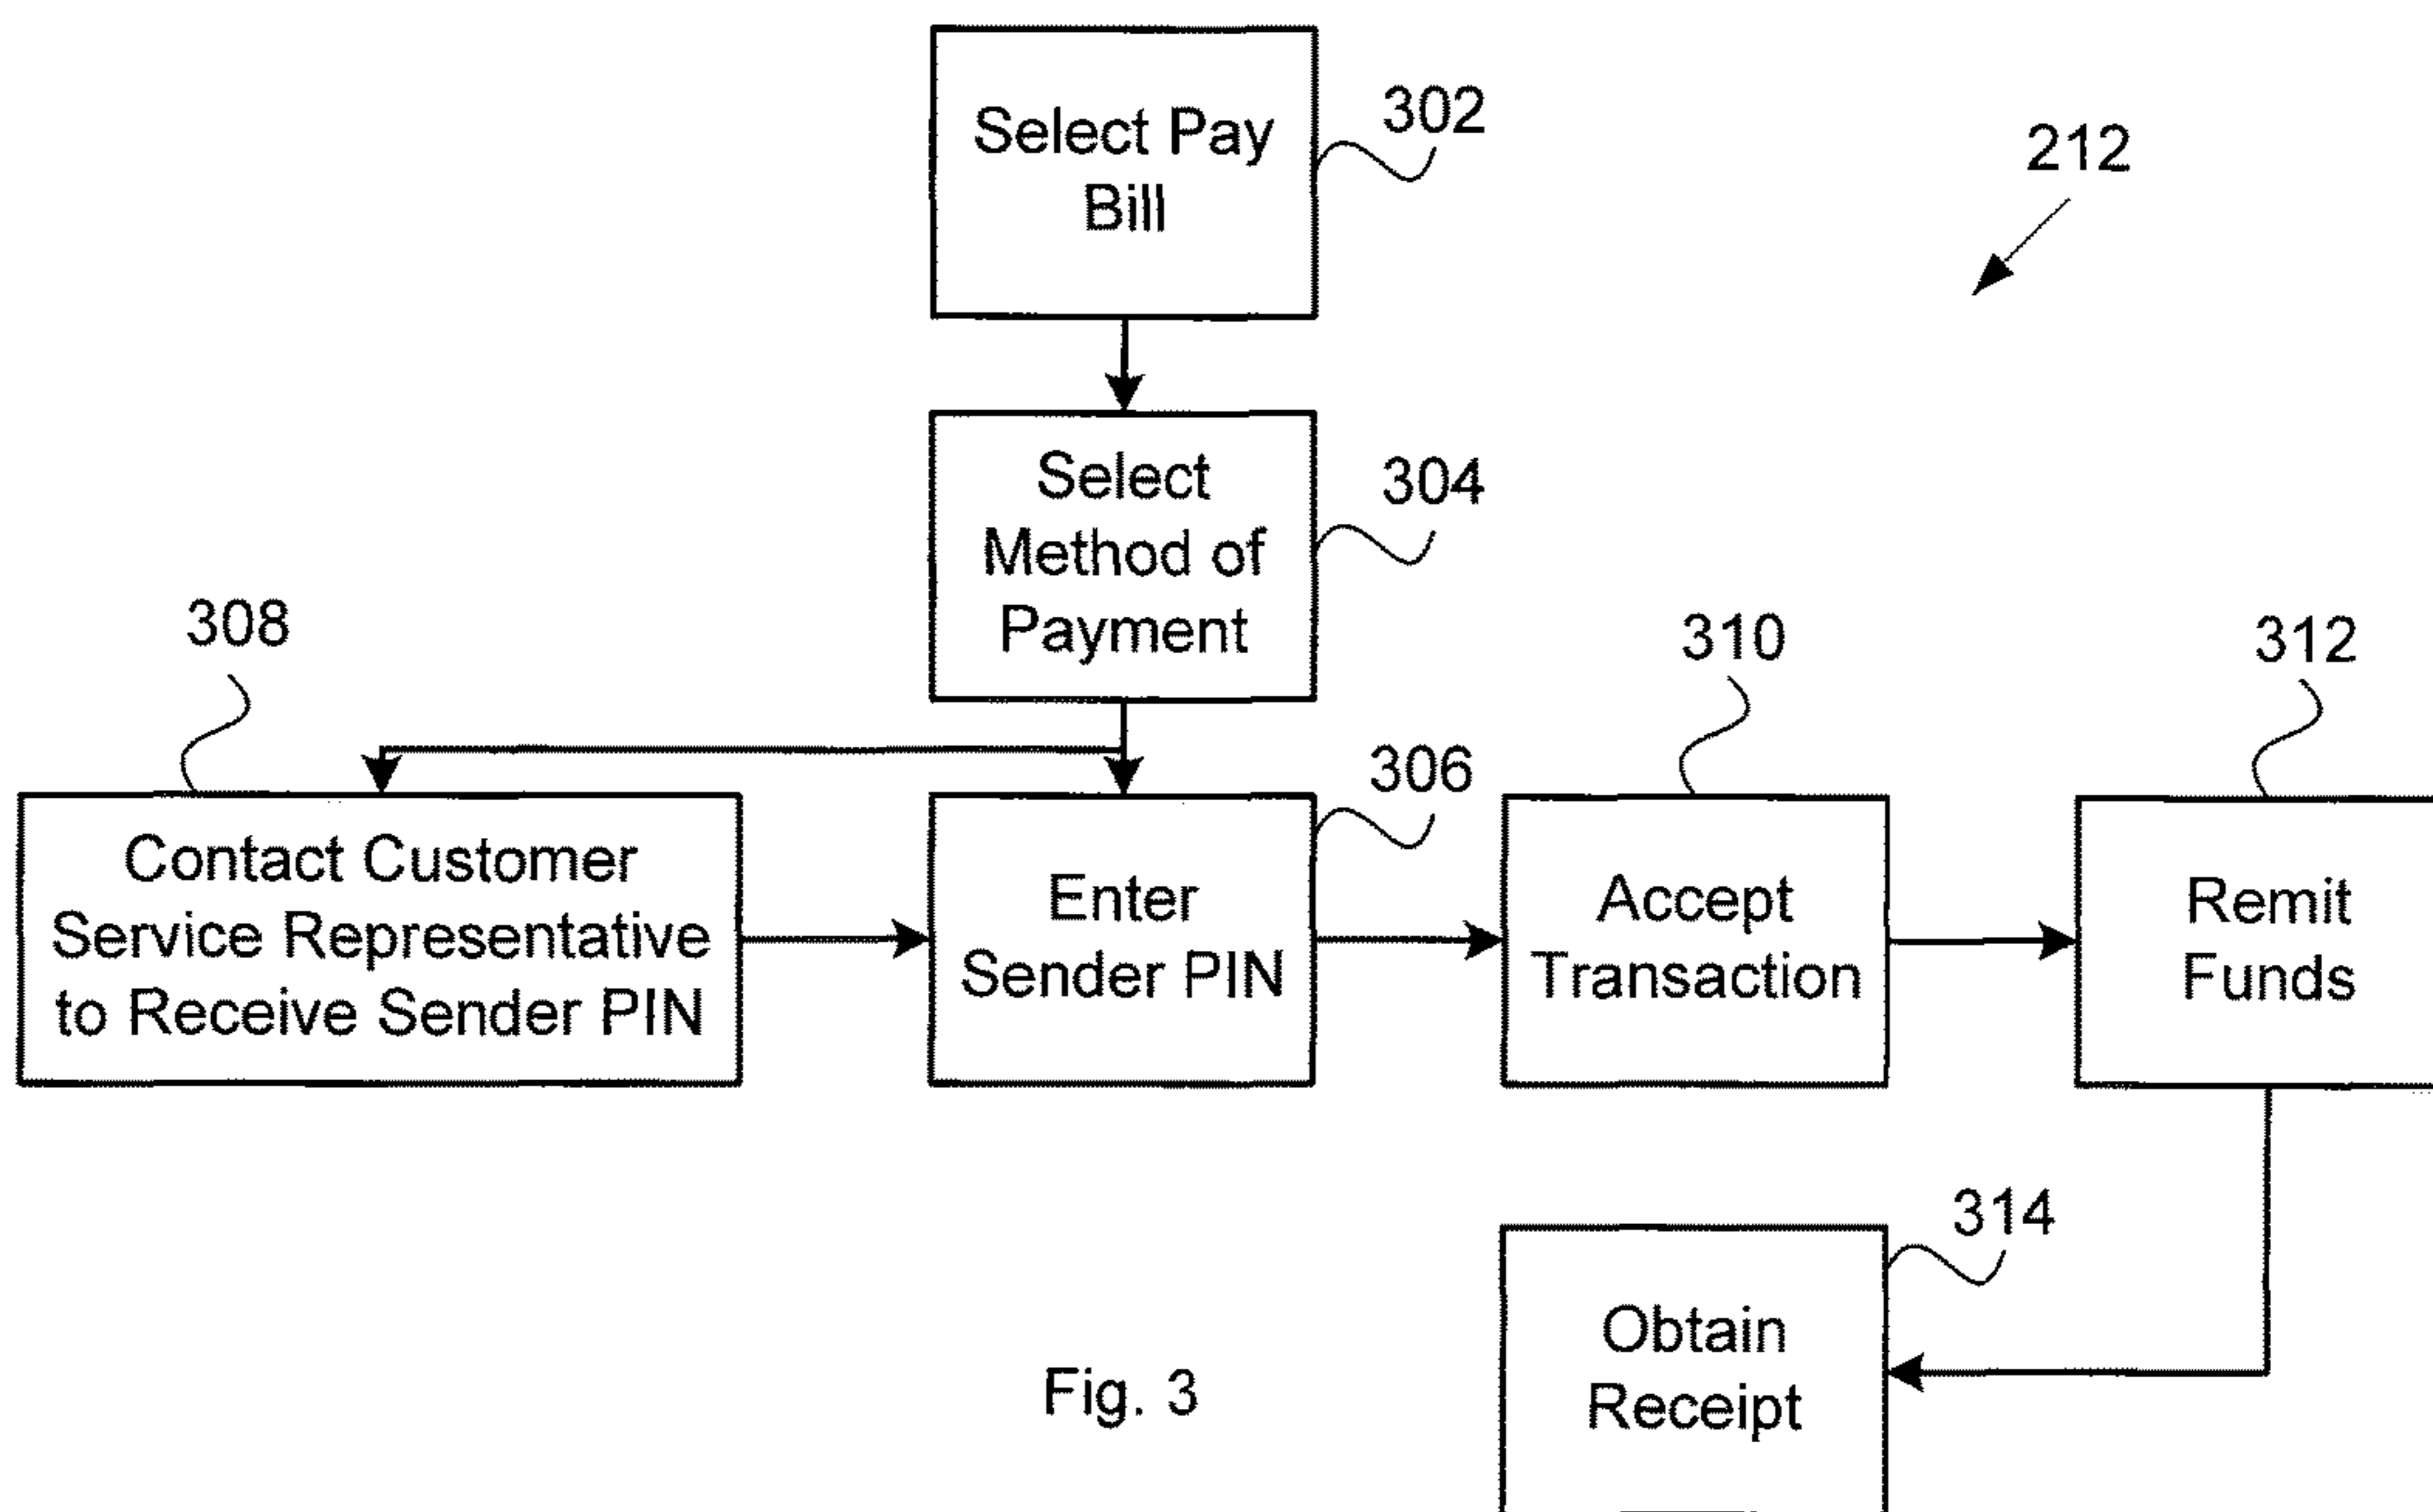 Select Pay
Bill
302
212
Select
Method of
Payment
304
308
310
312
306
Contact Customer
Service Representative
to Receive Sender PIN
Enter
Sender PIN
Accept
Transaction
Remit
Funds
314
Obtain
Receipt
Fig. 3